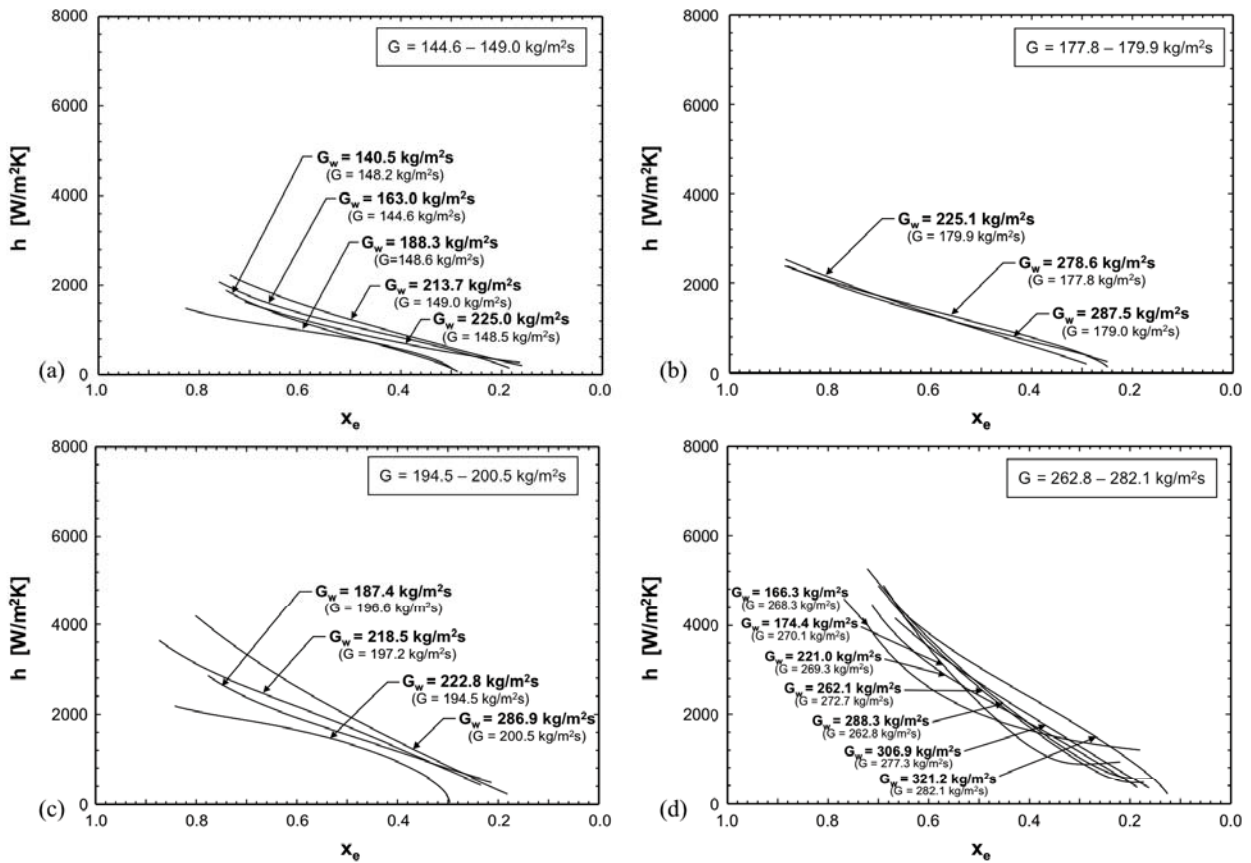 G = 144.6 – 149.0 kg/m²s
8000
6000
4000
2000
0
h [W/m²K]
G_w = 140.5 kg/m²s
(G = 148.2 kg/m²s)
G_w = 163.0 kg/m²s
(G = 144.6 kg/m²s)
G_w = 188.3 kg/m²s
(G=148.6 kg/m²s)
G_w = 213.7 kg/m²s
(G = 149.0 kg/m²s)
G_w = 225.0 kg/m²s
(G = 148.5 kg/m²s)
(a)
1.0 0.8 0.6 0.4 0.2 0.0
x_e
G = 177.8 – 179.9 kg/m²s
8000
6000
4000
2000
0
h [W/m²K]
G_w = 225.1 kg/m²s
(G = 179.9 kg/m²s)
G_w = 278.6 kg/m²s
(G = 177.8 kg/m²s)
G_w = 287.5 kg/m²s
(G = 179.0 kg/m²s)
(b)
1.0 0.8 0.6 0.4 0.2 0.0
x_e
G = 194.5 – 200.5 kg/m²s
8000
6000
4000
2000
0
h [W/m²K]
G_w = 187.4 kg/m²s
(G = 196.6 kg/m²s)
G_w = 218.5 kg/m²s
(G = 197.2 kg/m²s)
G_w = 222.8 kg/m²s
(G = 194.5 kg/m²s)
G_w = 286.9 kg/m²s
(G = 200.5 kg/m²s)
(c)
1.0 0.8 0.6 0.4 0.2 0.0
x_e
G = 262.8 – 282.1 kg/m²s
8000
6000
4000
2000
0
h [W/m²K]
G_w = 166.3 kg/m²s
(G = 268.3 kg/m²s)
G_w = 174.4 kg/m²s
(G = 270.1 kg/m²s)
G_w = 221.0 kg/m²s
(G = 269.3 kg/m²s)
G_w = 262.1 kg/m²s
(G = 272.7 kg/m²s)
G_w = 288.3 kg/m²s
(G = 262.8 kg/m²s)
G_w = 306.9 kg/m²s
(G = 277.3 kg/m²s)
G_w = 321.2 kg/m²s
(G = 282.1 kg/m²s)
(d)
1.0 0.8 0.6 0.4 0.2 0.0
x_e